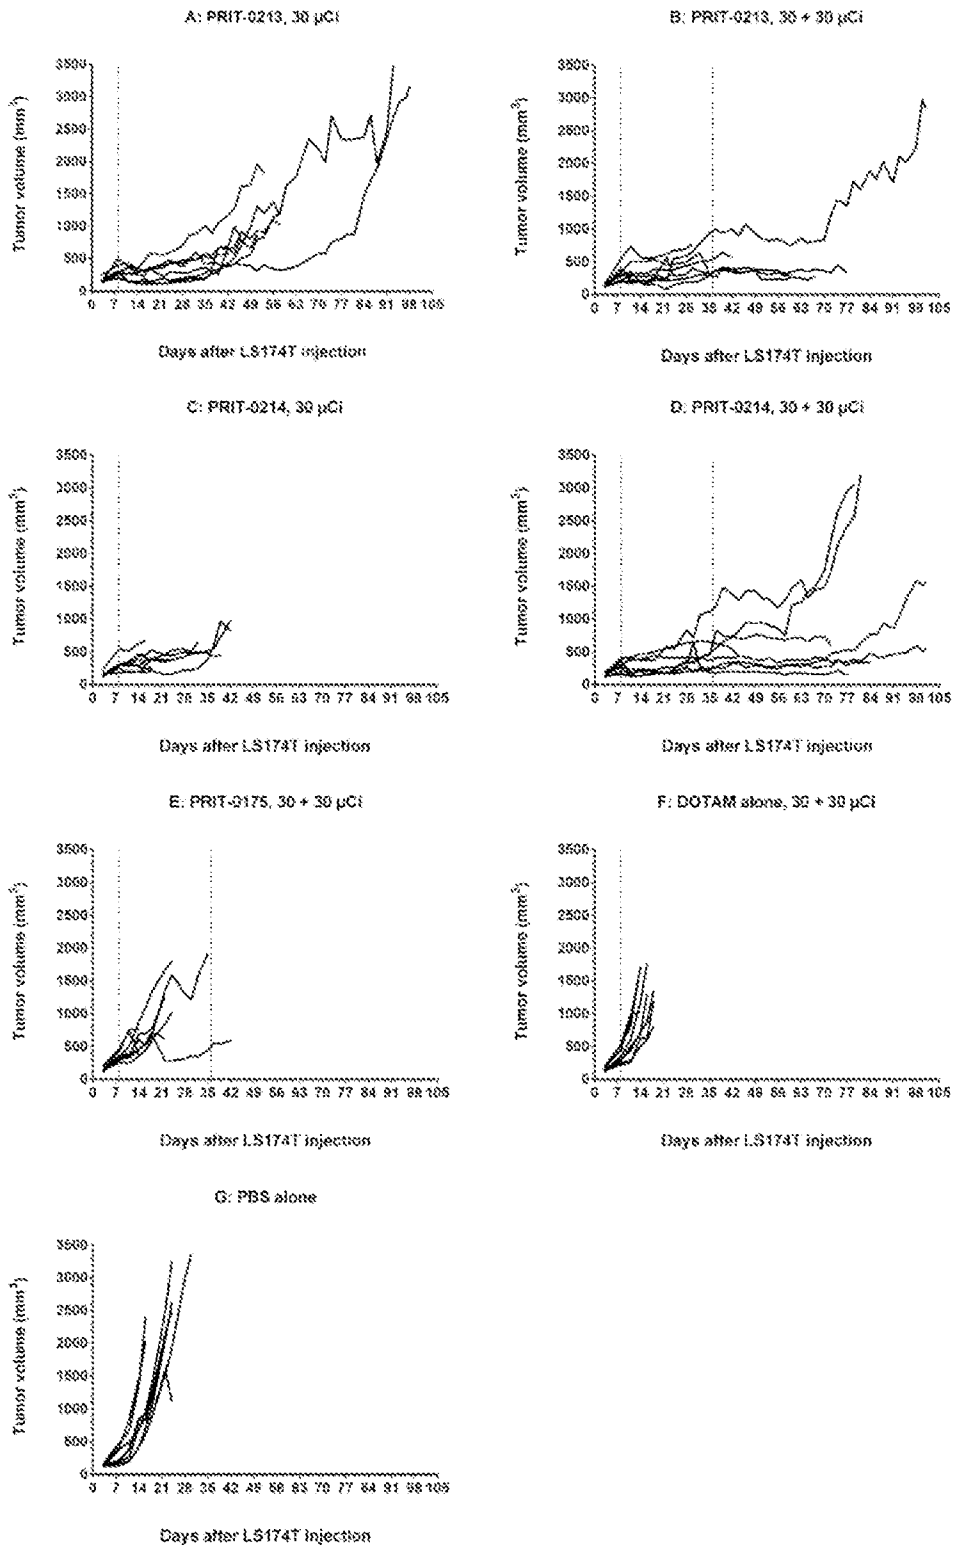 A: PRIT-0213, 30 µCi
B: PRIT-0213, 30 + 30 µCi
Tumor volume (mm³)
3500
3000
2500
2000
1500
1000
500
0
0 7 14 21 28 35 42 49 56 63 70 77 84 91 98 105
Days after LS174T injection
Tumor volume (mm³)
3500
3000
2500
2000
1500
1000
500
0
0 7 14 21 28 35 42 49 56 63 70 77 84 91 98 105
Days after LS174T injection
C: PRIT-0214, 30 µCi
D: PRIT-0214, 30 + 30 µCi
Tumor volume (mm³)
3500
3000
2500
2000
1500
1000
500
0
0 7 14 21 28 35 42 49 56 63 70 77 84 91 98 105
Days after LS174T injection
Tumor volume (mm³)
3500
3000
2500
2000
1500
1000
500
0
0 7 14 21 28 35 42 49 56 63 70 77 84 91 98 105
Days after LS174T injection
E: PRIT-0175, 30 + 30 µCi
F: DOTAM alone, 30 + 30 µCi
Tumor volume (mm³)
3500
3000
2500
2000
1500
1000
500
0
0 7 14 21 28 35 42 49 56 63 70 77 84 91 98 105
Days after LS174T injection
Tumor volume (mm³)
3500
3000
2500
2000
1500
1000
500
0
0 7 14 21 28 35 42 49 56 63 70 77 84 91 98 105
Days after LS174T injection
G: PBS alone
Tumor volume (mm³)
3500
3000
2500
2000
1500
1000
500
0
0 7 14 21 28 35 42 49 56 63 70 77 84 91 98 105
Days after LS174T injection